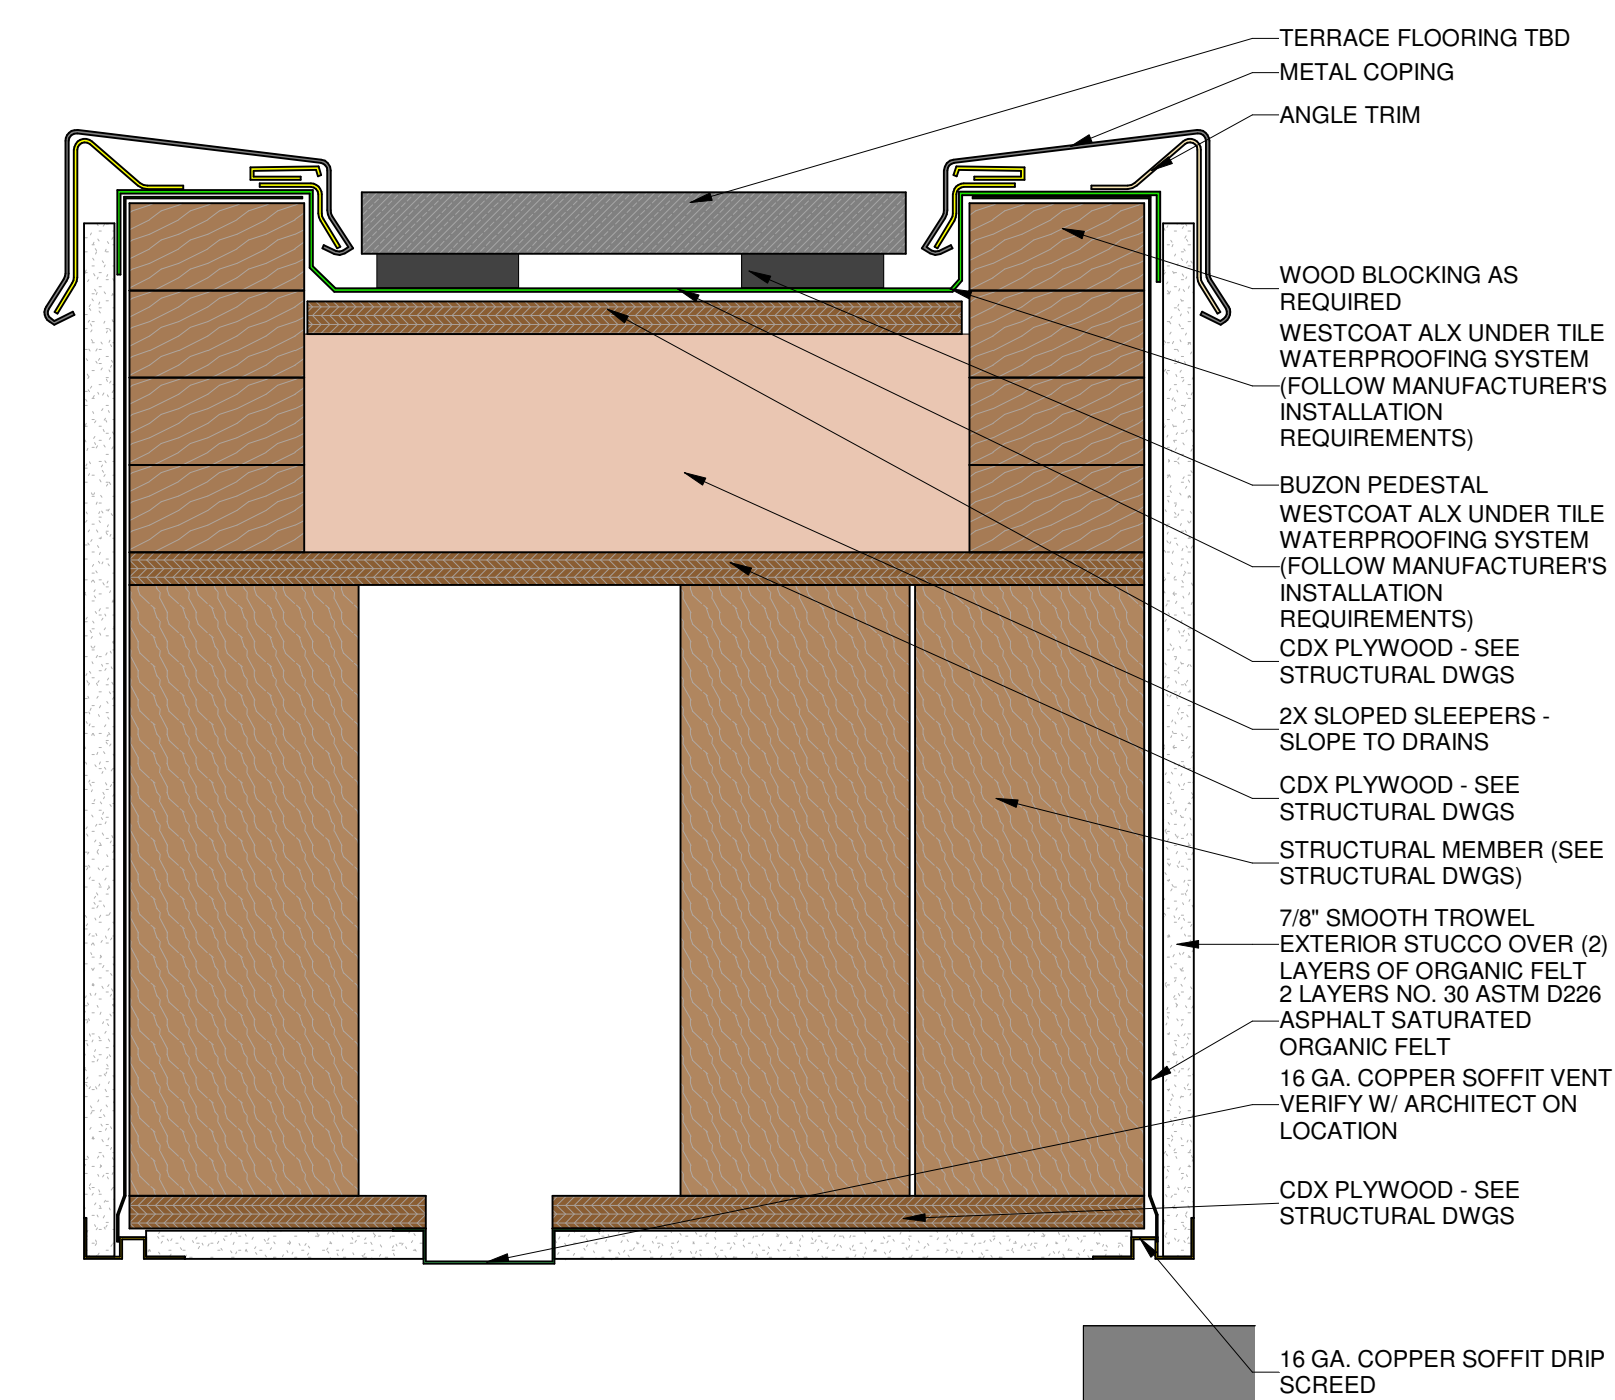 TERRACE FLOORING TBD
METAL COPING
ANGLE TRIM
WOOD BLOCKING AS
REQUIRED
WESTCOAT ALX UNDER TILE
WATERPROOFING SYSTEM
(FOLLOW MANUFACTURER'S
INSTALLATION
REQUIREMENTS)
BUZON PEDESTAL
WESTCOAT ALX UNDER TILE
WATERPROOFING SYSTEM
(FOLLOW MANUFACTURER'S
INSTALLATION
REQUIREMENTS)
CDX PLYWOOD - SEE
STRUCTURAL DWGS
2X SLOPED SLEEPERS -
SLOPE TO DRAINS
CDX PLYWOOD - SEE
STRUCTURAL DWGS
STRUCTURAL MEMBER (SEE
STRUCTURAL DWGS)
7/8" SMOOTH TROWEL
EXTERIOR STUCCO OVER (2)
LAYERS OF ORGANIC FELT
2 LAYERS NO. 30 ASTM D226
ASPHALT SATURATED
ORGANIC FELT
16 GA. COPPER SOFFIT VENT
VERIFY W/ ARCHITECT ON
LOCATION
CDX PLYWOOD - SEE
STRUCTURAL DWGS
16 GA. COPPER SOFFIT DRIP
SCREED